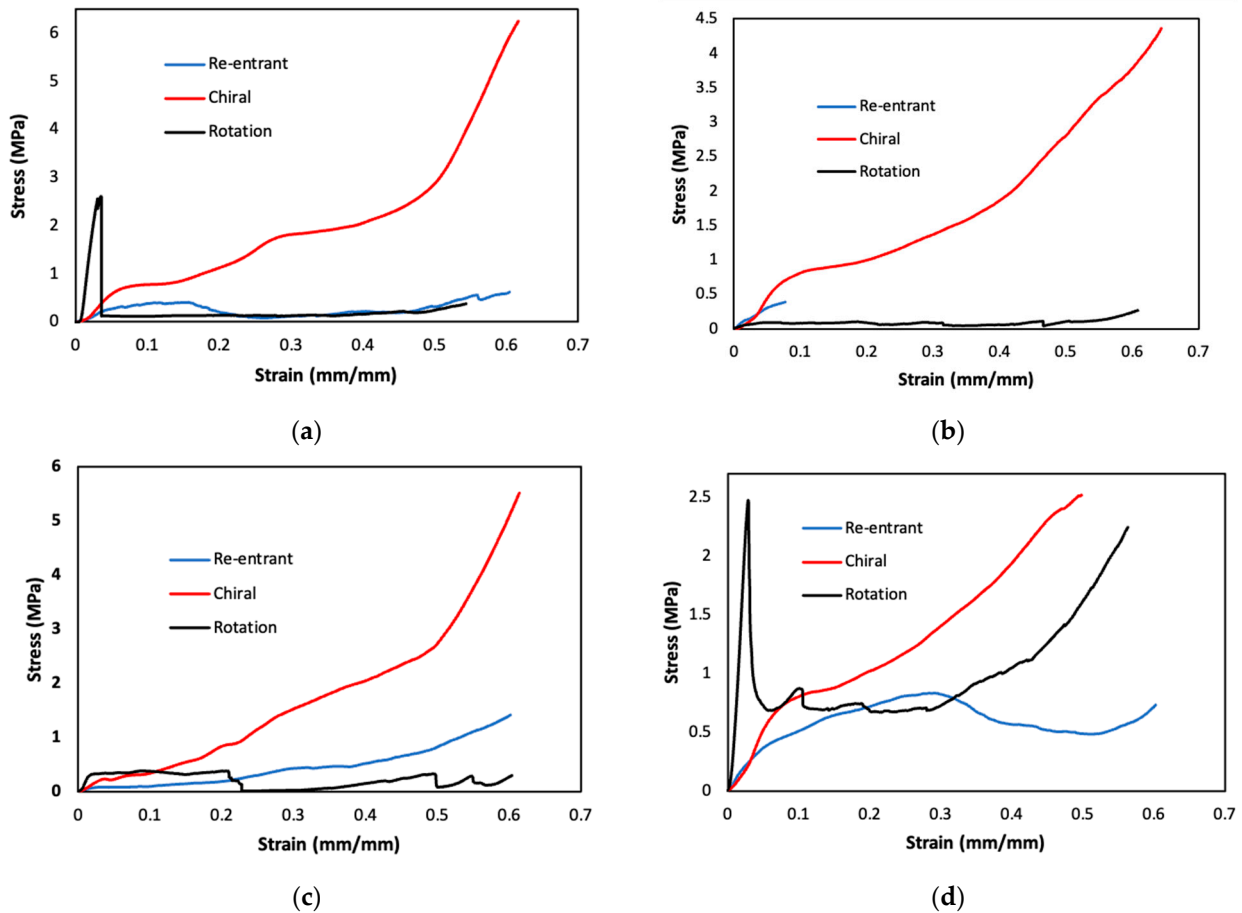 6
5
4
3
2
1
0
Stress (MPa)
Re-entrant
Chiral
Rotation
0 0.1 0.2 0.3 0.4 0.5 0.6 0.7
Strain (mm/mm)
(a)
4.5
4
3.5
3
2.5
2
1.5
1
0.5
0
Stress (MPa)
Re-entrant
Chiral
Rotation
0 0.1 0.2 0.3 0.4 0.5 0.6 0.7
Strain (mm/mm)
(b)
6
5
4
3
2
1
0
Stress (MPa)
Re-entrant
Chiral
Rotation
0 0.1 0.2 0.3 0.4 0.5 0.6 0.7
Strain (mm/mm)
(c)
2.5
2
1.5
1
0.5
0
Stress (MPa)
Re-entrant
Chiral
Rotation
0 0.1 0.2 0.3 0.4 0.5 0.6 0.7
Strain (mm/mm)
(d)